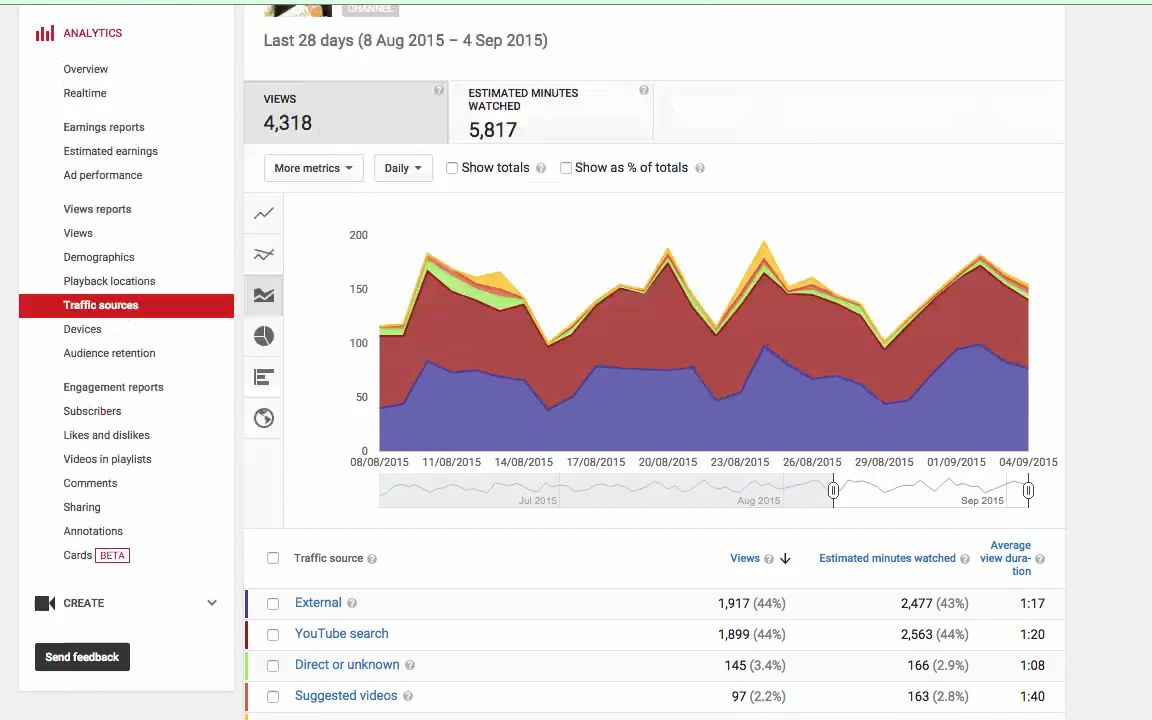 CHANNEL
ANALYTICS
Last 28 days (8 Aug 2015 – 4 Sep 2015)
Overview
Realtime
Earnings reports
Estimated earnings
Ad performance
Views reports
Views
Demographics
Playback locations
Traffic sources
Devices
Audience retention
Engagement reports
Subscribers
Likes and dislikes
Videos in playlists
Comments
Sharing
Annotations
Cards BETA
CREATE
Send feedback
VIEWS ?
4,318
ESTIMATED MINUTES ?
WATCHED
5,817
More metrics Daily Show totals ? Show as % of totals ?
200
150
100
50
0
08/08/2015 11/08/2015 14/08/2015 17/08/2015 20/08/2015 23/08/2015 26/08/2015 29/08/2015 01/09/2015 04/09/2015
Jul 2015 Aug 2015 Sep 2015
Traffic source ? Views ? Estimated minutes watched ? Average
view dura- ?
tion
External ? 1,917 (44%) 2,477 (43%) 1:17
YouTube search 1,899 (44%) 2,563 (44%) 1:20
Direct or unknown ? 145 (3.4%) 166 (2.9%) 1:08
Suggested videos ? 97 (2.2%) 163 (2.8%) 1:40